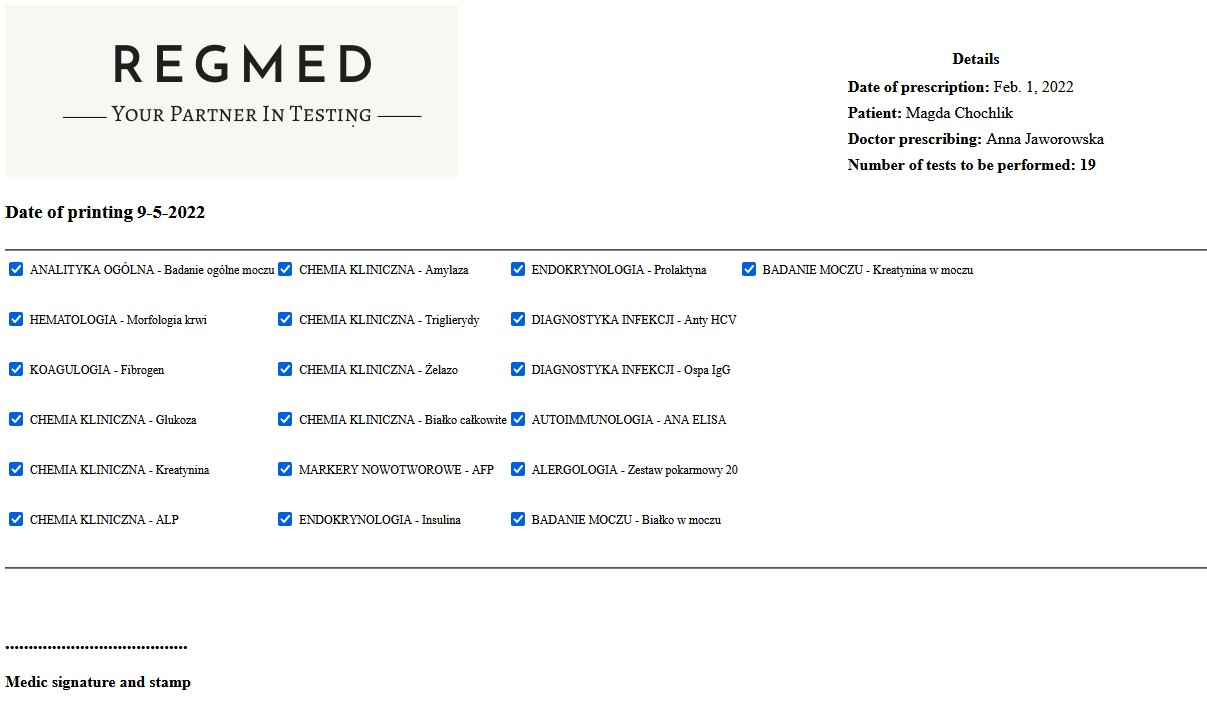 REGMED
YOUR PARTNER IN TESTING
Details
Date of prescription: Feb. 1, 2022
Patient: Magda Chochlik
Doctor prescribing: Anna Jaworowska
Number of tests to be performed: 19
Date of printing 9-5-2022
ANALITYKA OGÓLNA - Badanie ogólne moczu CHEMIA KLINICZNA - Amylaza ENDOKRYNOLOGIA - Prolaktyna BADANIE MOCZU - Kreatynina w moczu
HEMATOLOGIA - Morfologia krwi CHEMIA KLINICZNA - Triglierydy DIAGNOSTYKA INFEKCJI - Anty HCV
KOAGULOGIA - Fibrogen CHEMIA KLINICZNA - Żelazo DIAGNOSTYKA INFEKCJI - Ospa IgG
CHEMIA KLINICZNA - Glukoza CHEMIA KLINICZNA - Białko całkowite AUTOIMMUNOLOGIA - ANA ELISA
CHEMIA KLINICZNA - Kreatynina MARKERY NOWOTWOROWE - AFP ALERGOLOGIA - Zestaw pokarmowy 20
CHEMIA KLINICZNA - ALP ENDOKRYNOLOGIA - Insulina BADANIE MOCZU - Białko w moczu
.......................................
Medic signature and stamp